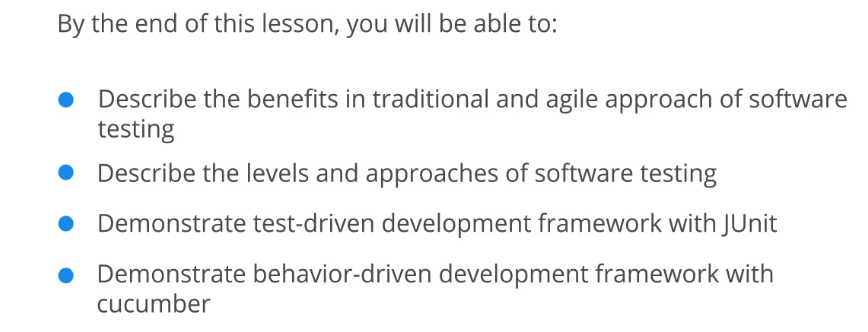 By the end of this lesson, you will be able to:
Describe the benefits in traditional and agile approach of software
testing
Describe the levels and approaches of software testing
Demonstrate test-driven development framework with JUnit
Demonstrate behavior-driven development framework with
cucumber